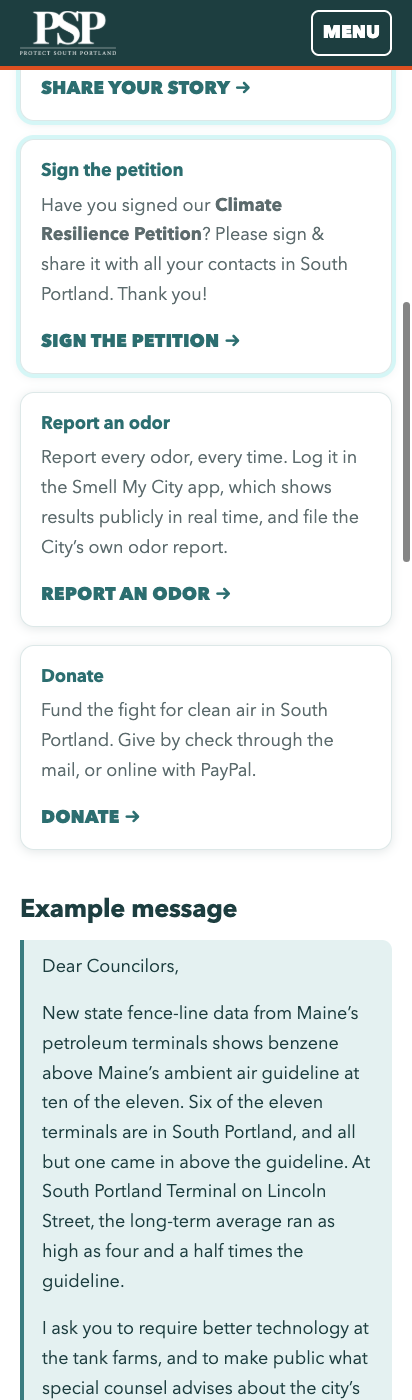 PSP
PROTECT SOUTH PORTLAND
MENU
SHARE YOUR STORY →
Sign the petition
Have you signed our Climate
Resilience Petition? Please sign &
share it with all your contacts in South
Portland. Thank you!
SIGN THE PETITION →
Report an odor
Report every odor, every time. Log it in
the Smell My City app, which shows
results publicly in real time, and file the
City’s own odor report.
REPORT AN ODOR →
Donate
Fund the fight for clean air in South
Portland. Give by check through the
mail, or online with PayPal.
DONATE →
Example message
Dear Councilors,
New state fence-line data from Maine’s
petroleum terminals shows benzene
above Maine’s ambient air guideline at
ten of the eleven. Six of the eleven
terminals are in South Portland, and all
but one came in above the guideline. At
South Portland Terminal on Lincoln
Street, the long-term average ran as
high as four and a half times the
guideline.
I ask you to require better technology at
the tank farms, and to make public what
special counsel advises about the city’s